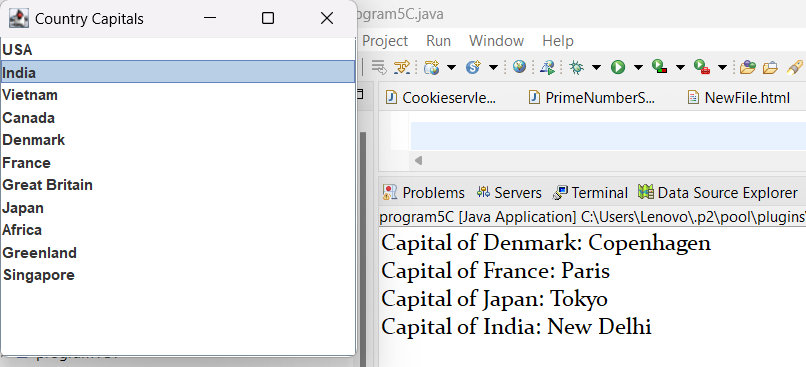 Country Capitals
USA
India
Vietnam
Canada
Denmark
France
Great Britain
Japan
Africa
Greenland
Singapore
ogram5C.java
Project Run Window Help
Cookieservle... PrimeNumberS... NewFile.html
Problems Servers Terminal Data Source Explorer
program5C [Java Application] C:\Users\Lenovo\.p2\pool\plugins\
Capital of Denmark: Copenhagen
Capital of France: Paris
Capital of Japan: Tokyo
Capital of India: New Delhi